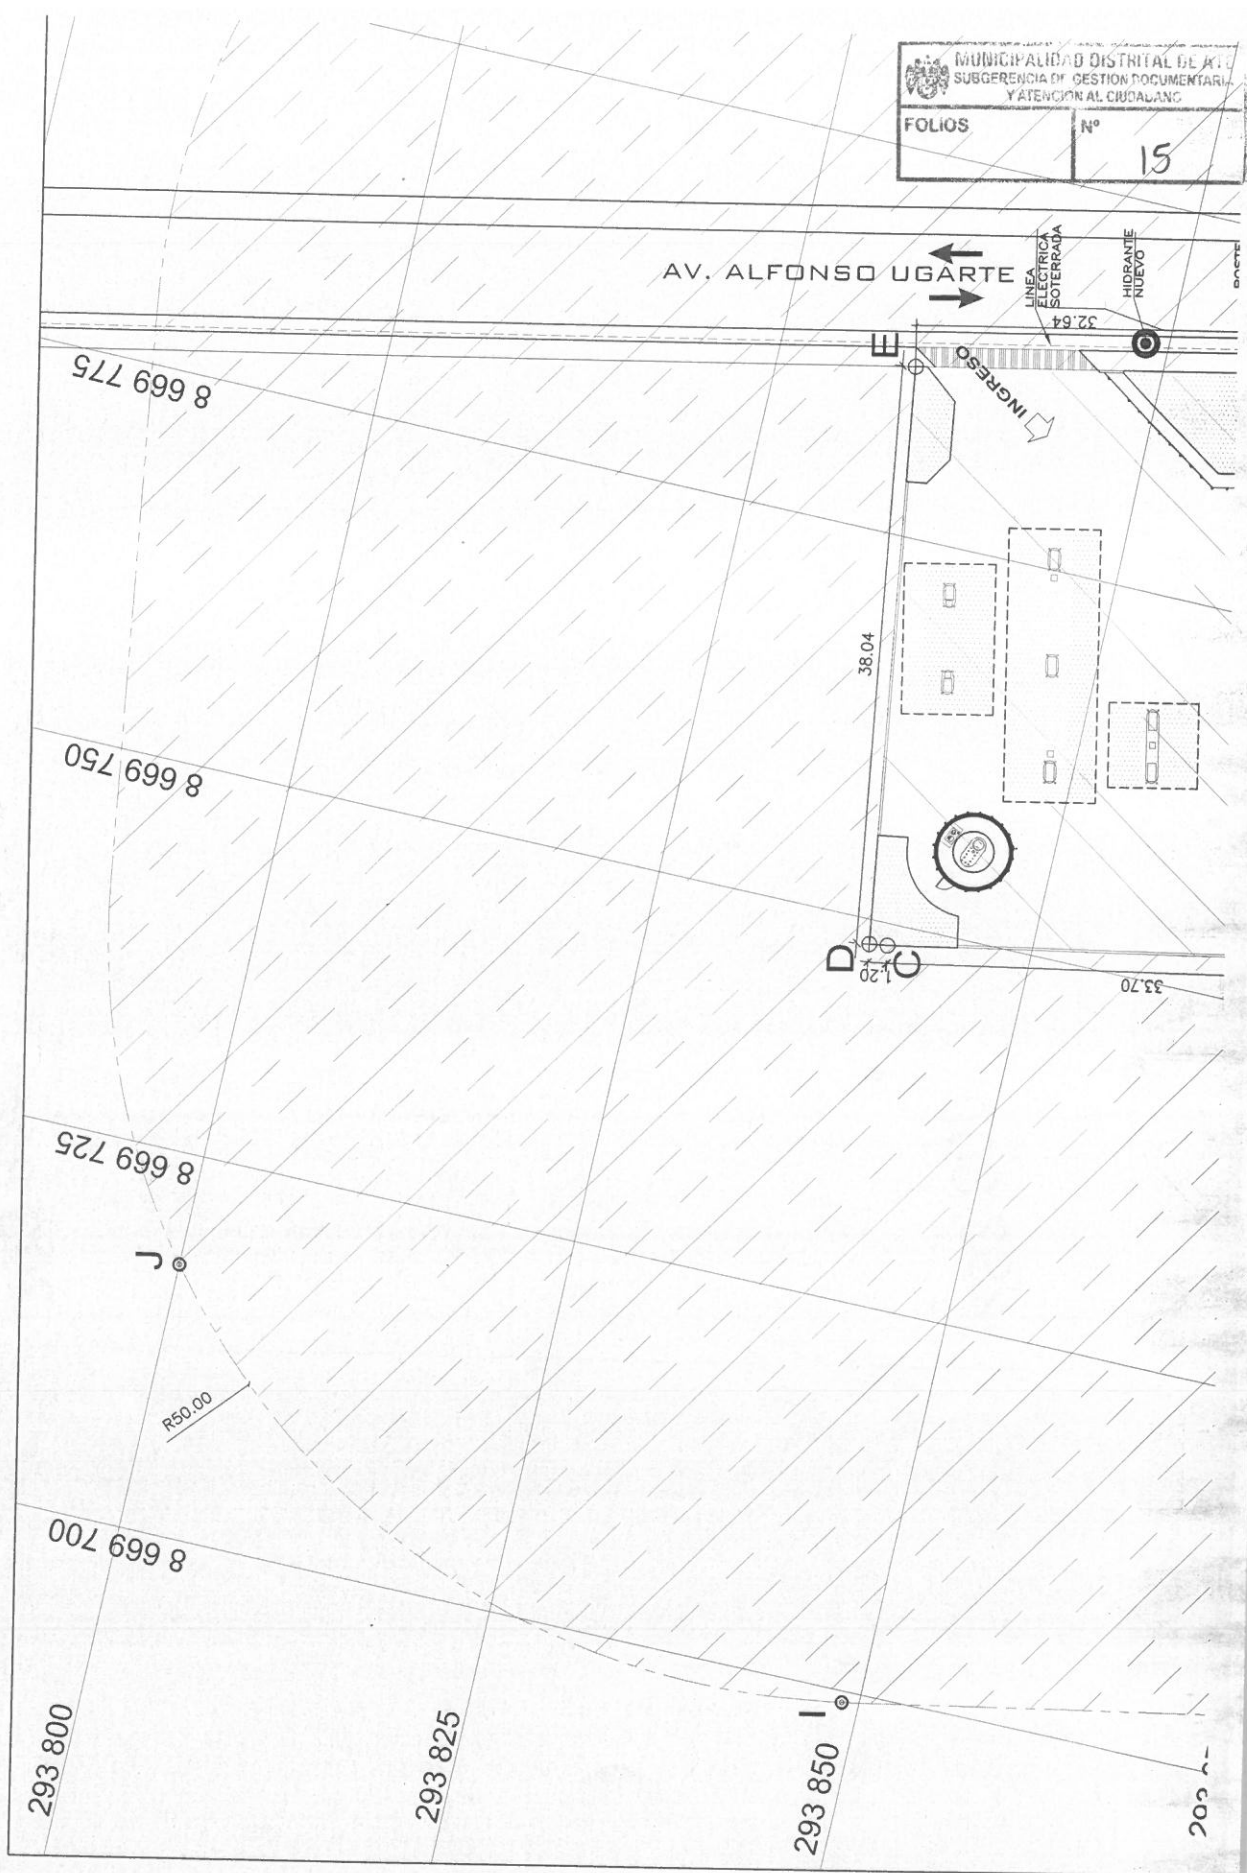 MUNICIPALIDAD DISTRITAL DE ATE
SUBGERENCIA DE GESTION DOCUMENTARIA
Y ATENCION AL CIUDADANO
FOLIOS
Nº
15
AV. ALFONSO UGARTE
LINEA
ELECTRICA
SOTERRADA
HIDRANTE
NUEVO
POSTE
32.64
E
INGRESO
8 669 775
38.04
8 669 750
D
1.20
C
33.70
8 669 725
J
R50.00
8 669 700
I
293 800
293 825
293 850